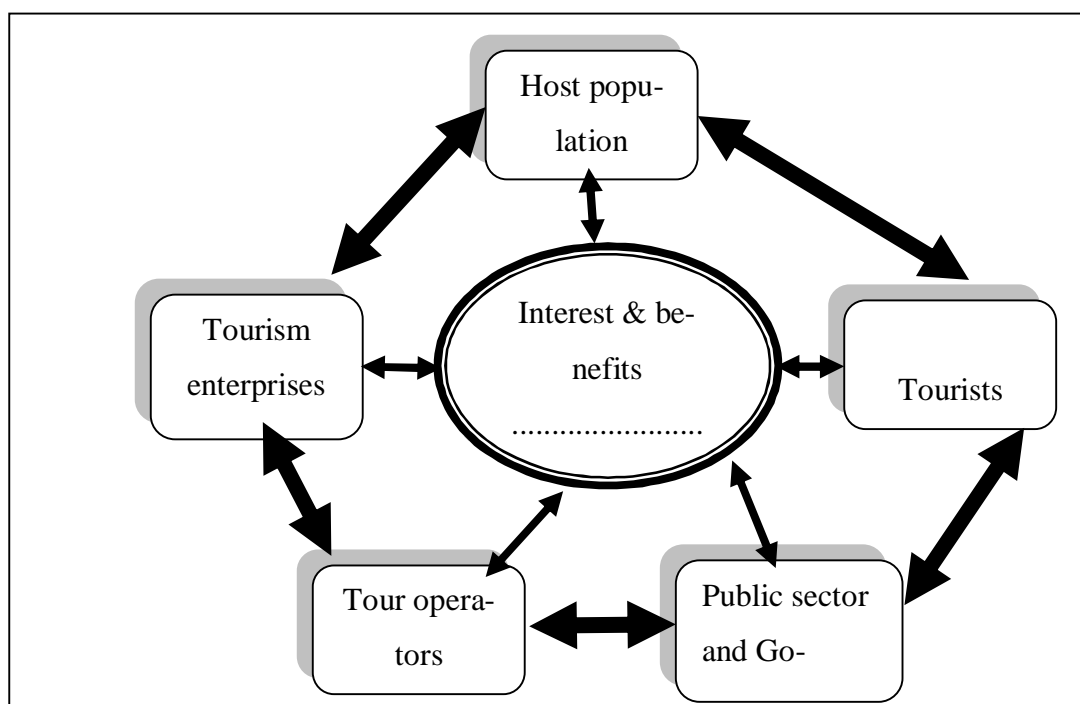 Host popu-
lation
Tourism
enterprises
Interest & be-
nefits
........................
Tourists
Tour opera-
tors
Public sector
and Go-